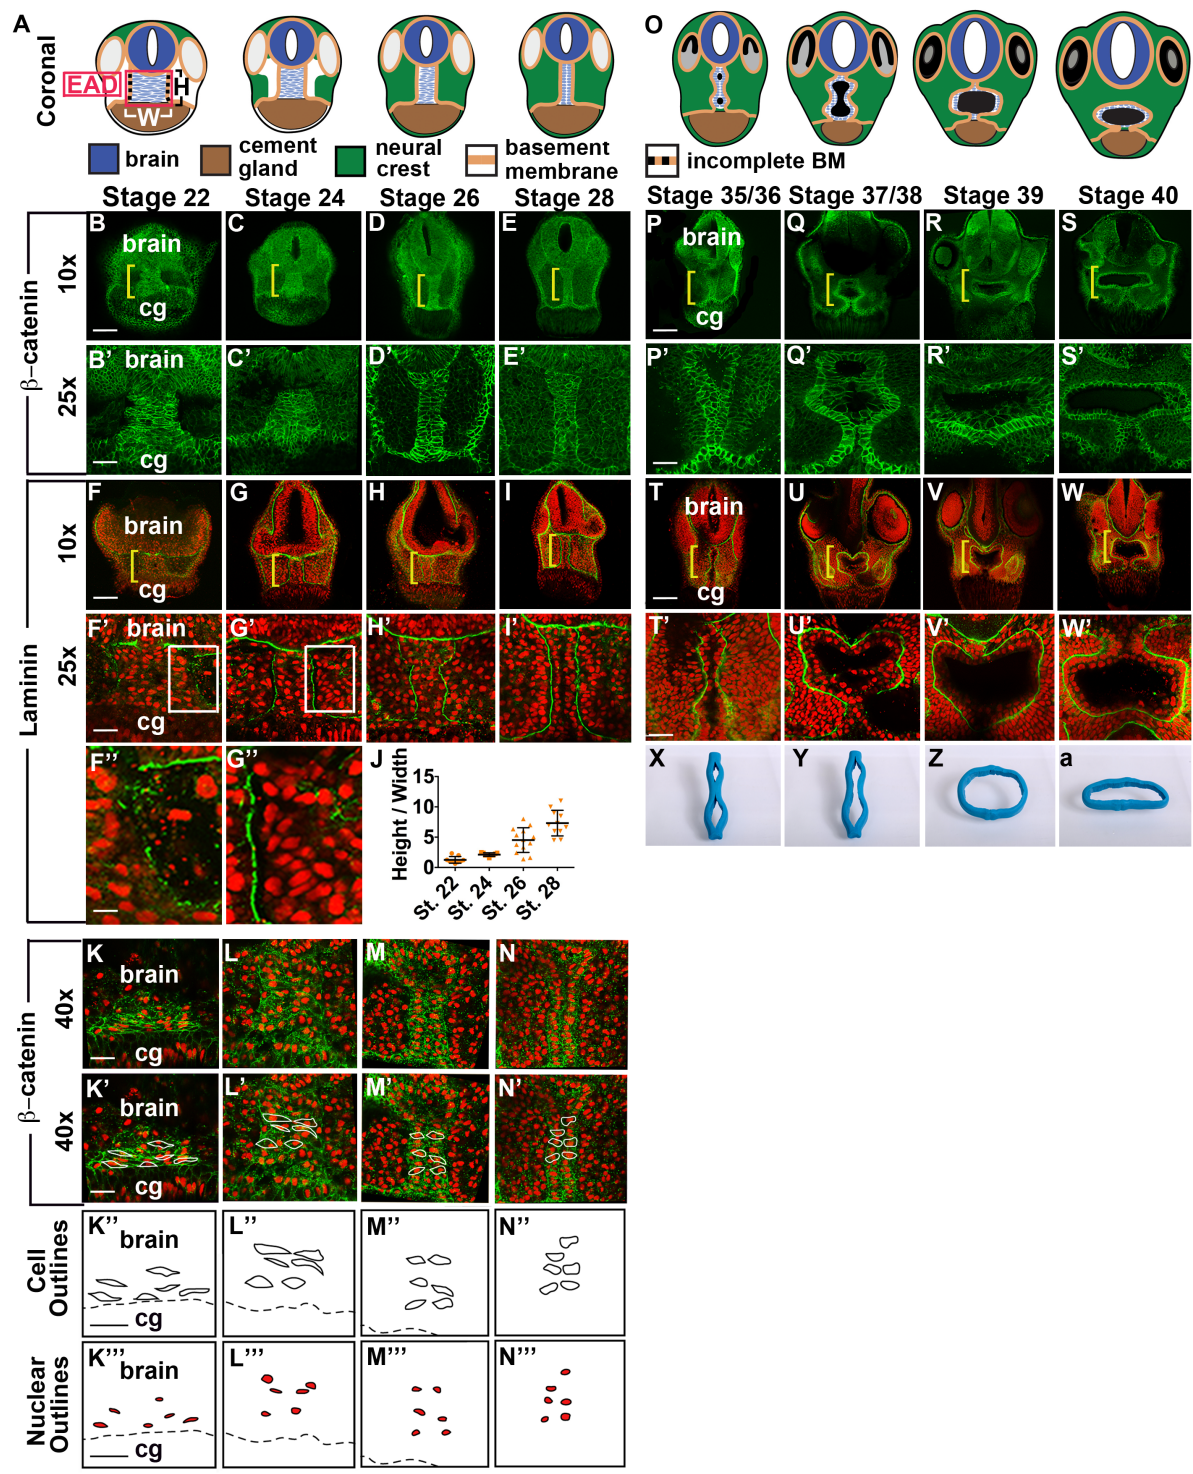 A
Coronal
EAD
H
W
brain
cement gland
neural crest
basement membrane
O
incomplete BM
Stage 22
Stage 24
Stage 26
Stage 28
β-catenin
10x
B
brain
cg
C
D
E
25x
B’
brain
cg
C’
D’
E’
Laminin
10x
F
brain
cg
G
H
I
25x
F’
brain
cg
G’
H’
I’
F’’
G’’
J
Height / Width
15
10
5
0
St. 22
St. 24
St. 26
St. 28
β-catenin
40x
K
brain
cg
L
M
N
40x
K’
brain
cg
L’
M’
N’
Cell Outlines
K’’
brain
cg
L’’
M’’
N’’
Nuclear Outlines
K’’’
brain
cg
L’’’
M’’’
N’’’
Stage 35/36
Stage 37/38
Stage 39
Stage 40
P
brain
cg
Q
R
S
P’
Q’
R’
S’
T
brain
cg
U
V
W
T’
U’
V’
W’
X
Y
Z
a